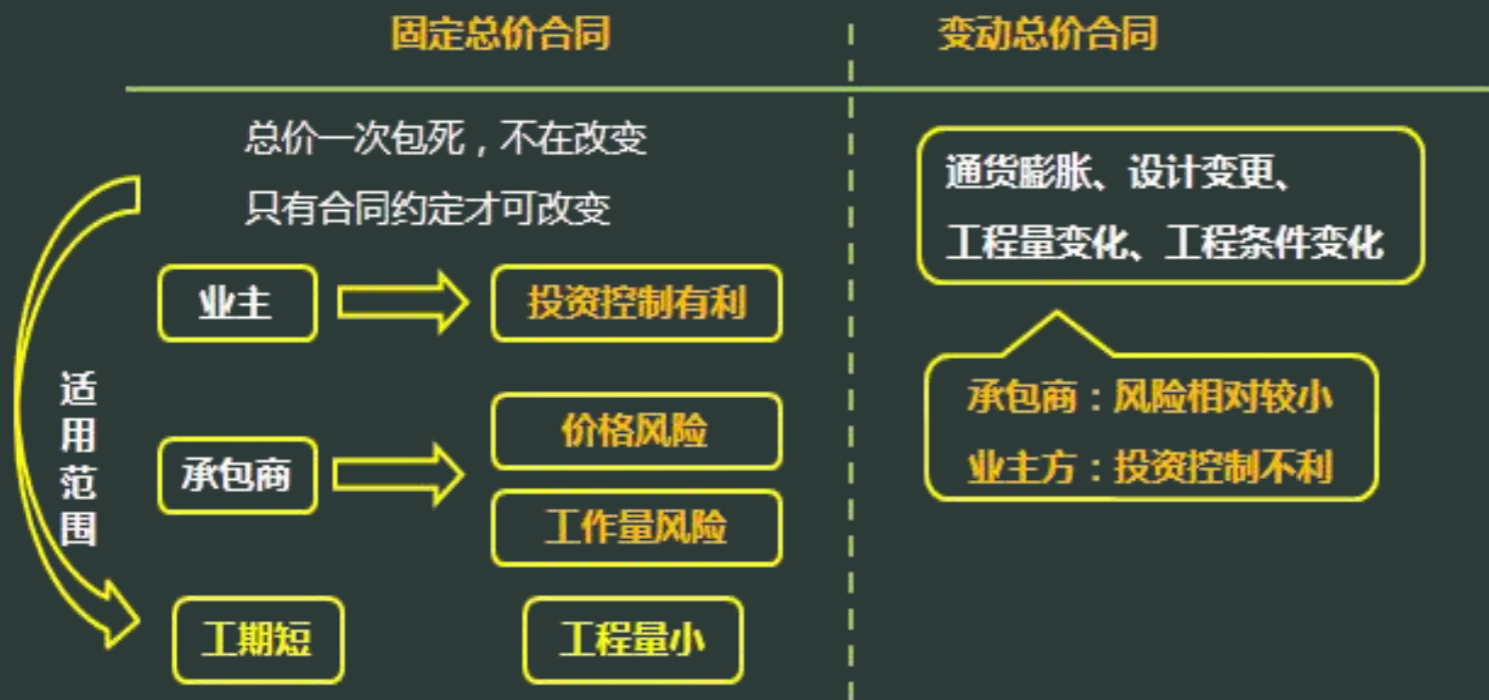 固定总价合同
变动总价合同
总价一次包死，不在改变
只有合同约定才可改变
业主
投资控制有利
承包商
价格风险
工作量风险
适用范围
工期短
工程量小
通货膨胀、设计变更、
工程量变化、工程条件变化
承包商：风险相对较小
业主方：投资控制不利